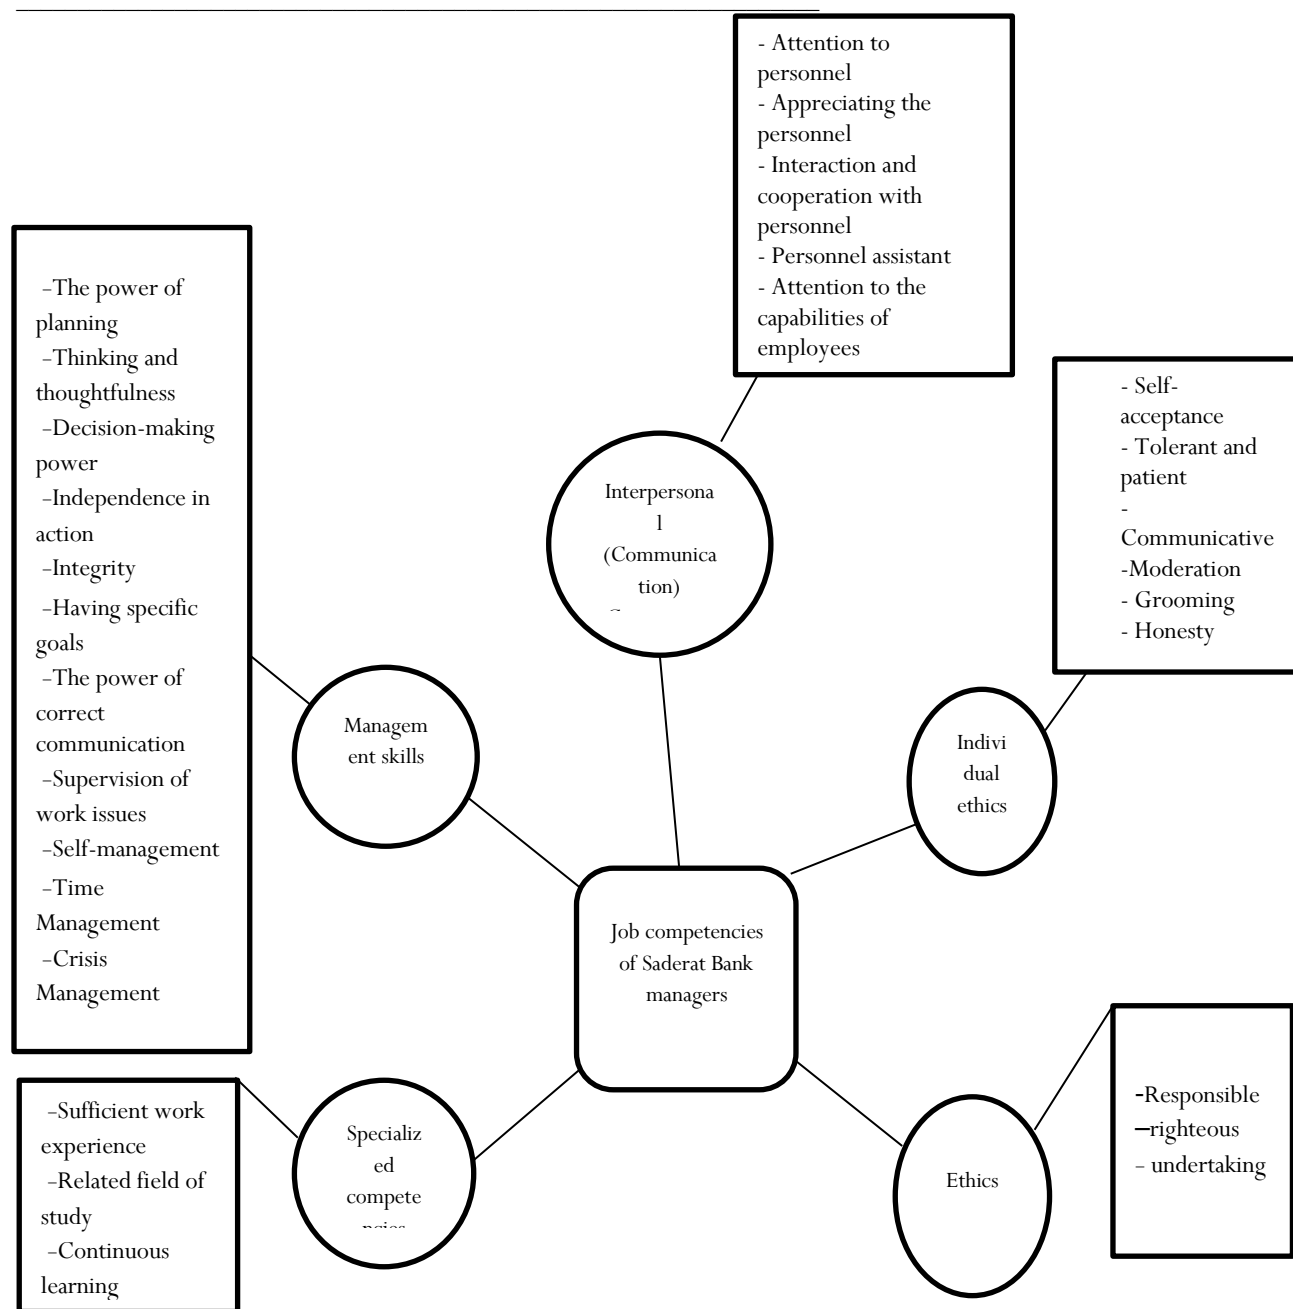 - Attention to
personnel
- Appreciating the
personnel
- Interaction and
cooperation with
personnel
- Personnel assistant
- Attention to the
capabilities of
employees
-The power of
planning
-Thinking and
thoughtfulness
-Decision-making
power
-Independence in
action
-Integrity
-Having specific
goals
-The power of
correct
communication
-Supervision of
work issues
-Self-management
-Time
Management
-Crisis
Management
- Self-
acceptance
- Tolerant and
patient
-
Communicative
-Moderation
- Grooming
- Honesty
Interpersona
l
(Communica
tion)
Managem
ent skills
Indivi
dual
ethics
Job competencies
of Saderat Bank
managers
-Sufficient work
experience
-Related field of
study
-Continuous
learning
Specializ
ed
compete
ncies
Ethics
-Responsible
–righteous
- undertaking